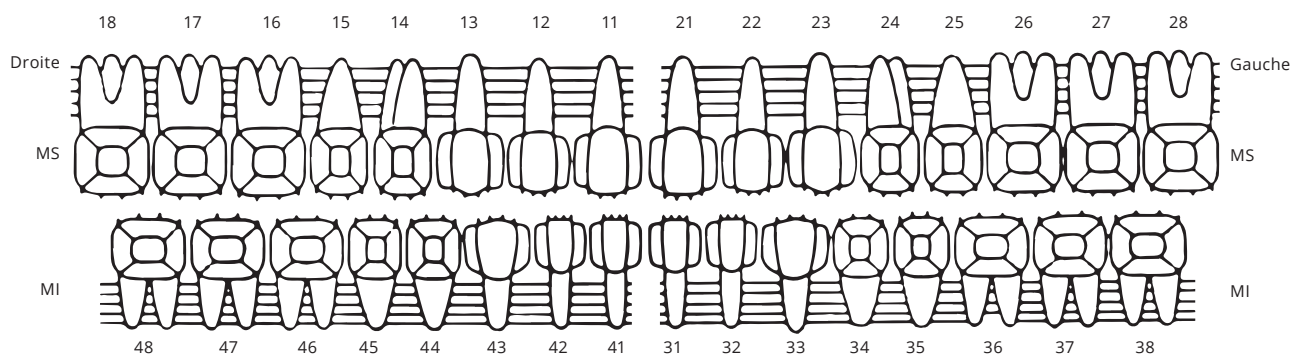 18 17 16 15 14 13 12 11 21 22 23 24 25 26 27 28
Droite Gauche
MS MS
MI MI
48 47 46 45 44 43 42 41 31 32 33 34 35 36 37 38